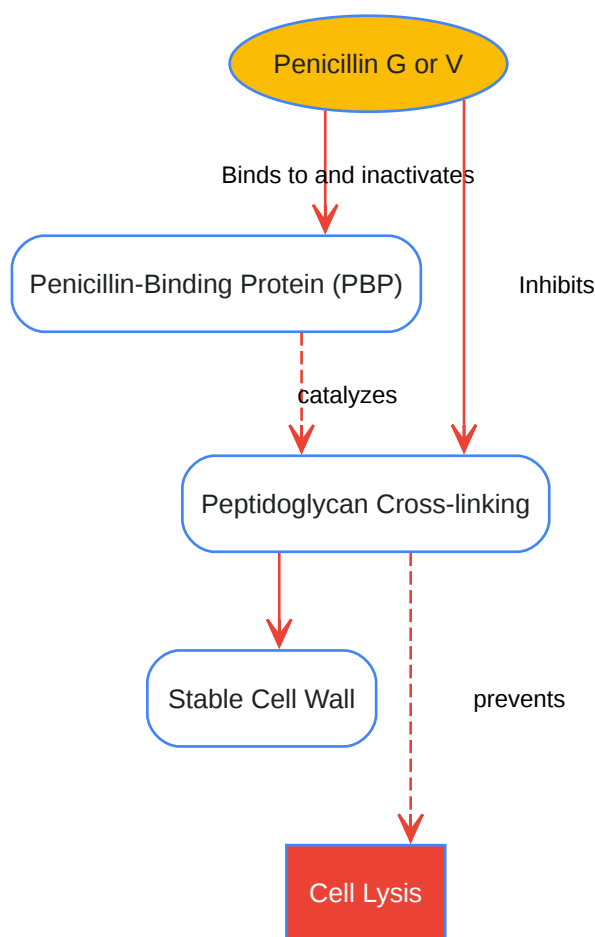 Penicillin G or V
Binds to and inactivates
Penicillin-Binding Protein (PBP)
Inhibits
catalyzes
Peptidoglycan Cross-linking
Stable Cell Wall
prevents
Cell Lysis